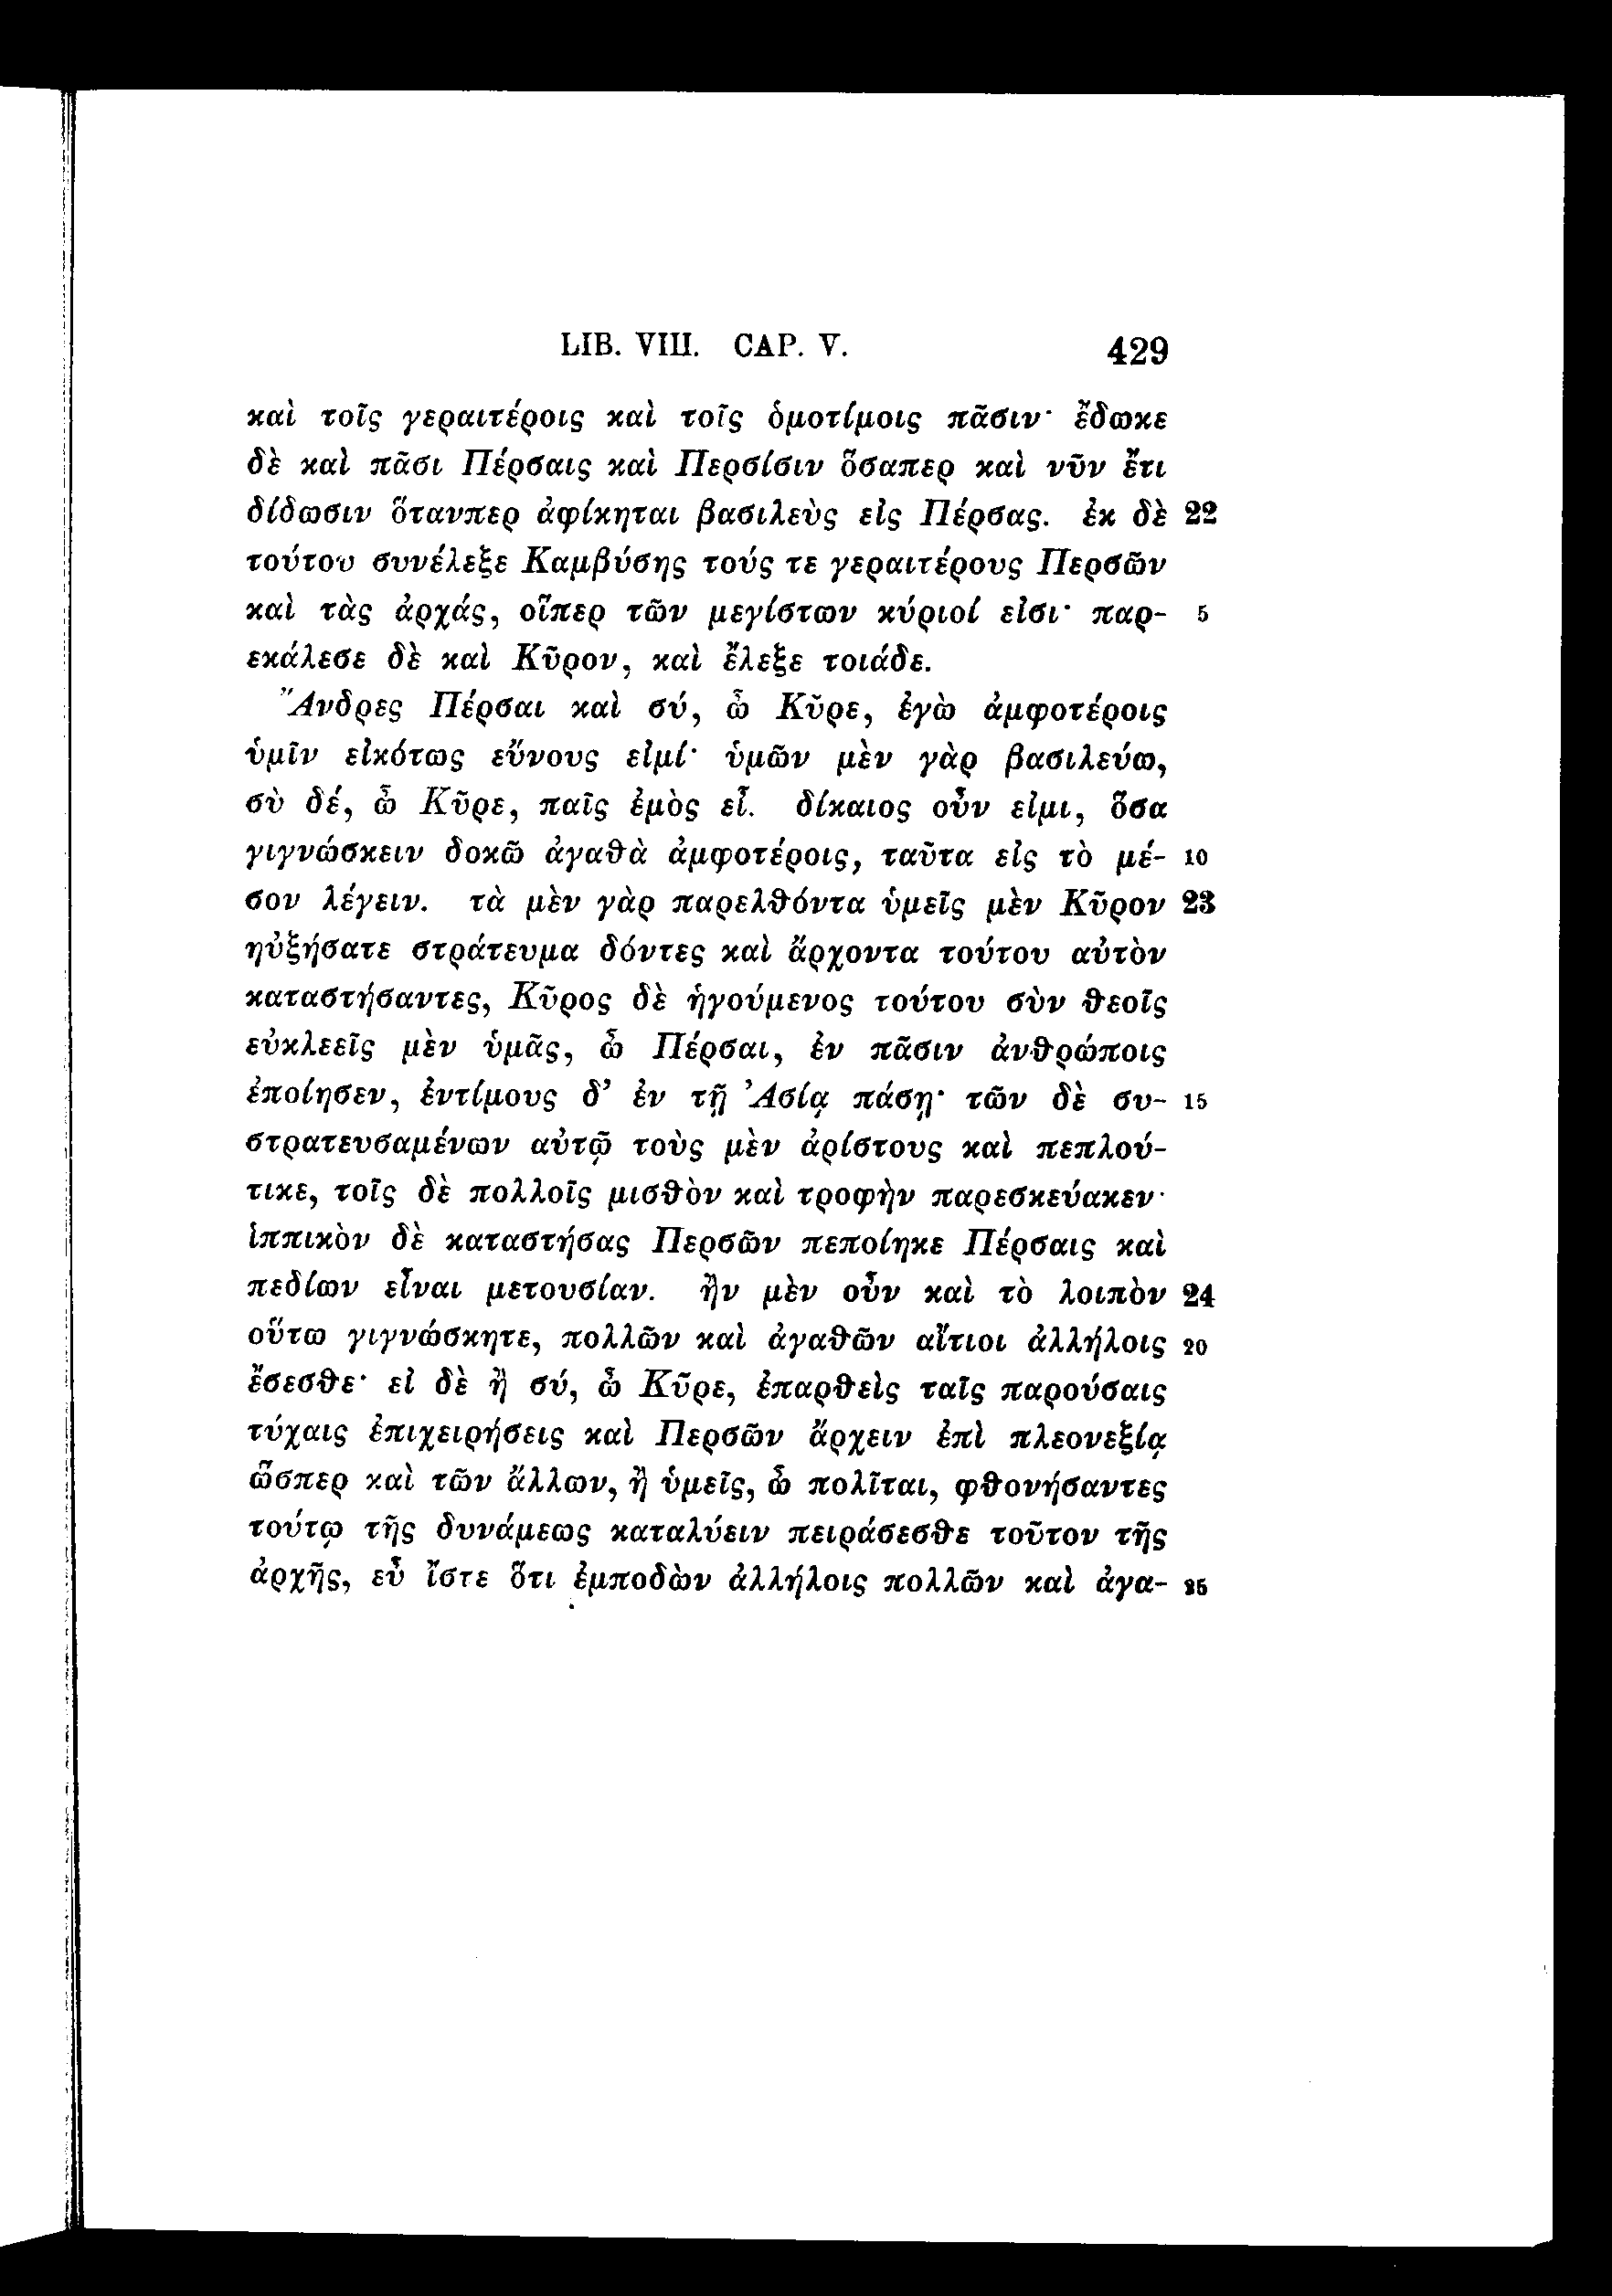 LIB. VIII. CAP. V. 429
καὶ τοῖς γεραιτέροις καὶ τοῖς ὁμοτίμοις πᾶσιν· ἔδωκε
δὲ καὶ πᾶσι Πέρσαις καὶ Περσίσιν ὅσαπερ καὶ νῦν ἔτι
δίδωσιν ὅτανπερ ἀφίκηται βασιλεὺς εἰς Πέρσας. ἐκ δὲ 22
τούτου συνέλεξε Καμβύσης τούς τε γεραιτέρους Περσῶν
καὶ τὰς ἀρχάς, οἵπερ τῶν μεγίστων κύριοί εἰσι· παρ- 5
εκάλεσε δὲ καὶ Κῦρον, καὶ ἔλεξε τοιάδε.
Ἄνδρες Πέρσαι καὶ σύ, ὦ Κῦρε, ἐγὼ ἀμφοτέροις
ὑμῖν εἰκότως εὔνους εἰμί· ὑμῶν μὲν γὰρ βασιλεύω,
σὺ δέ, ὦ Κῦρε, παῖς ἐμὸς εἶ. δίκαιος οὖν εἰμι, ὅσα
γιγνώσκειν δοκῶ ἀγαθὰ ἀμφοτέροις, ταῦτα εἰς τὸ μέ- 10
σον λέγειν. τὰ μὲν γὰρ παρελθόντα ὑμεῖς μὲν Κῦρον 23
ηὐξήσατε στράτευμα δόντες καὶ ἄρχοντα τούτου αὐτὸν
καταστήσαντες, Κῦρος δὲ ἡγούμενος τούτου σὺν θεοῖς
εὐκλεεῖς μὲν ὑμᾶς, ὦ Πέρσαι, ἐν πᾶσιν ἀνθρώποις
ἐποίησεν, ἐντίμους δ’ ἐν τῇ Ἀσίᾳ πάσῃ· τῶν δὲ συ- 15
στρατευσαμένων αὐτῷ τοὺς μὲν ἀρίστους καὶ πεπλού-
τικε, τοῖς δὲ πολλοῖς μισθὸν καὶ τροφὴν παρεσκεύακεν·
ἱππικὸν δὲ καταστήσας Περσῶν πεποίηκε Πέρσαις καὶ
πεδίων εἶναι μετουσίαν. ἢν μὲν οὖν καὶ τὸ λοιπὸν 24
οὕτω γιγνώσκητε, πολλῶν καὶ ἀγαθῶν αἴτιοι ἀλλήλοις 20
ἔσεσθε· εἰ δὲ ἢ σύ, ὦ Κῦρε, ἐπαρθεὶς ταῖς παρούσαις
τύχαις ἐπιχειρήσεις καὶ Περσῶν ἄρχειν ἐπὶ πλεονεξίᾳ
ὥσπερ καὶ τῶν ἄλλων, ἢ ὑμεῖς, ὦ πολῖται, φθονήσαντες
τούτῳ τῆς δυνάμεως καταλύειν πειράσεσθε τοῦτον τῆς
ἀρχῆς, εὖ ἴστε ὅτι ἐμποδὼν ἀλλήλοις πολλῶν καὶ ἀγα- 25